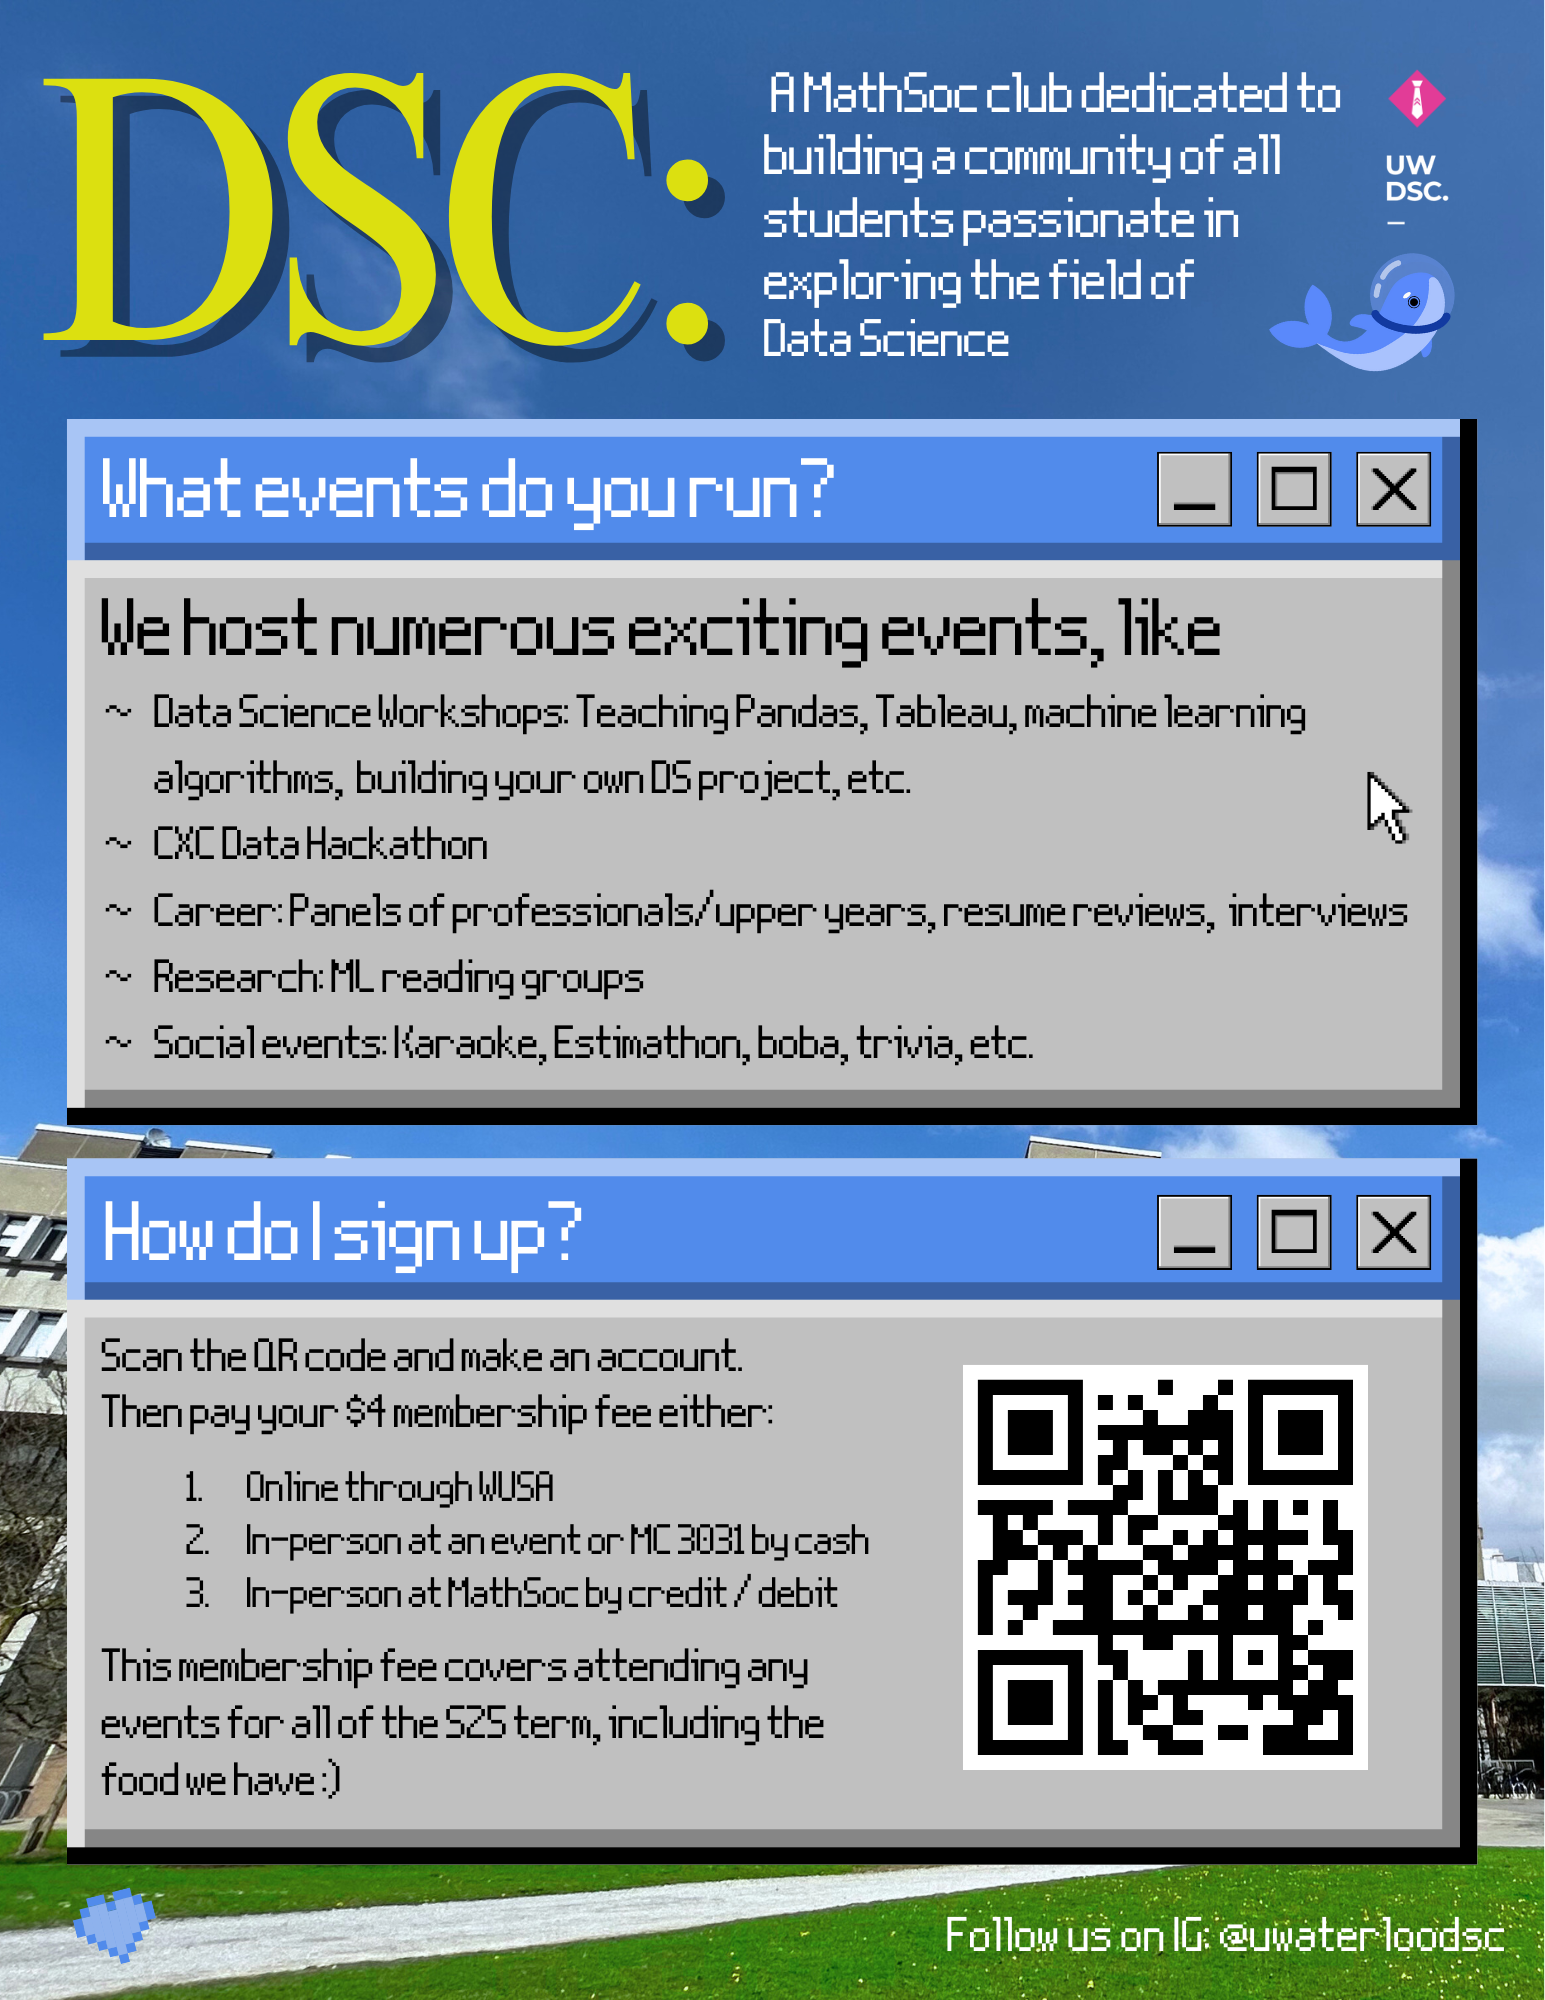 DSC:
A MathSoc club dedicated to
building a community of all
students passionate in
exploring the field of
Data Science
UW
DSC.
What events do you run?
We host numerous exciting events, like
~ Data Science Workshops: Teaching Pandas, Tableau, machine learning
algorithms, building your own DS project, etc.
~ CXC Data Hackathon
~ Career: Panels of professionals/upper years, resume reviews, interviews
~ Research: ML reading groups
~ Social events: Karaoke, Estimathon, boba, trivia, etc.
How do I sign up?
Scan the QR code and make an account.
Then pay your $4 membership fee either:
1. Online through WUSA
2. In-person at an event or MC 3031 by cash
3. In-person at MathSoc by credit / debit
This membership fee covers attending any
events for all of the S25 term, including the
food we have :)
Follow us on IG: @uwaterloodsc